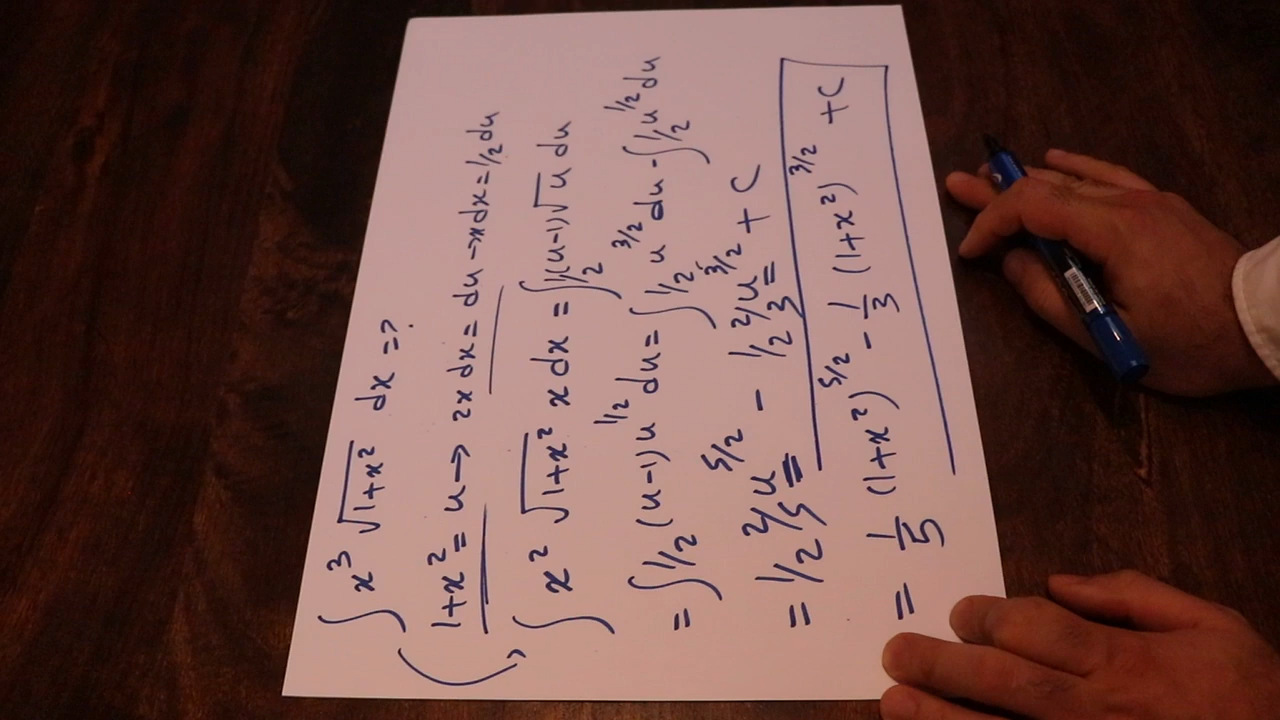 ∫ x³ √1+x² dx = ?
1+x² = u → 2x dx = du → x dx = 1/2 du
∫ x² √1+x² x dx = ∫ 1/2 (u-1) √u du
= ∫ 1/2 (u-1) u^1/2 du = ∫ 1/2 u^3/2 du - ∫ 1/2 u^1/2 du
= 1/2 2/5 u^5/2 - 1/2 2/3 u^3/2 + C
= 1/5 (1+x²)^5/2 - 1/3 (1+x²)^3/2 + C